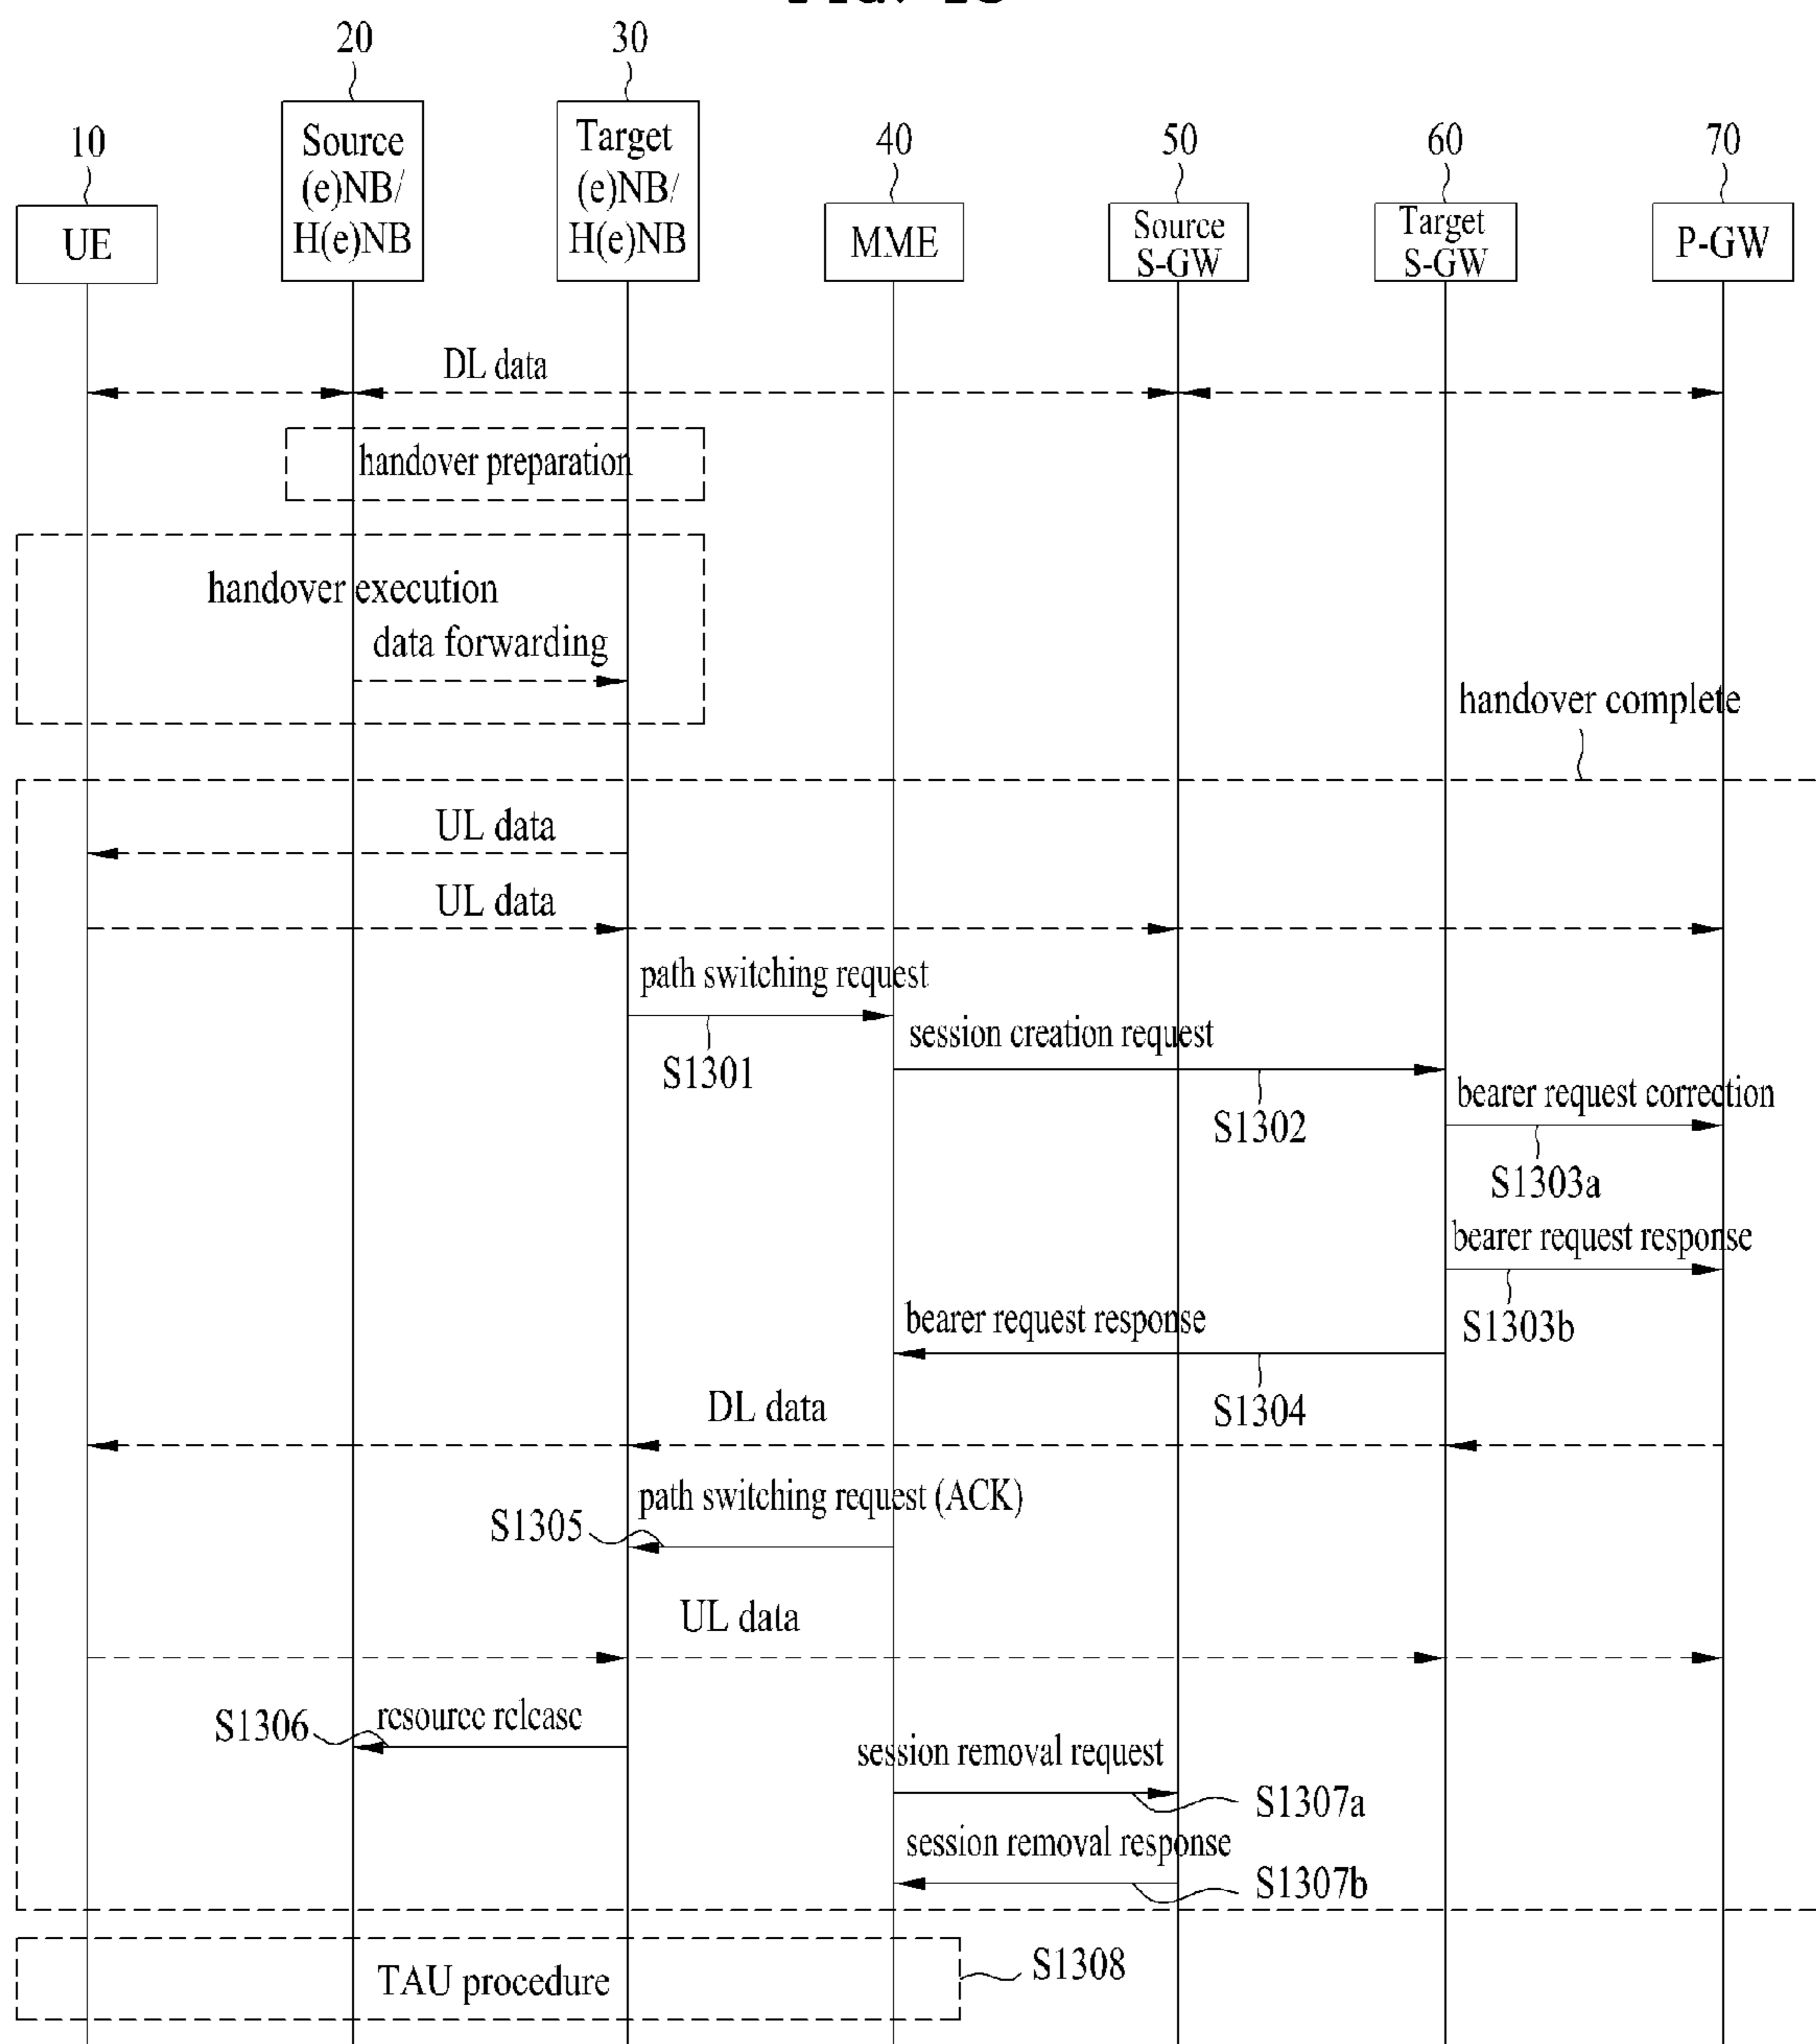 20
30
10
40
50
60
70
Source
(e)NB/
H(e)NB
Target
(e)NB/
H(e)NB
UE
MME
Source
S-GW
Target
S-GW
P-GW
DL data
handover preparation
handover execution
data forwarding
handover complete
UL data
UL data
path switching request
S1301
session creation request
S1302
bearer request correction
S1303a
bearer request response
S1303b
bearer request response
S1304
DL data
path switching request (ACK)
S1305
UL data
resource release
S1306
session removal request
S1307a
session removal response
S1307b
TAU procedure
S1308